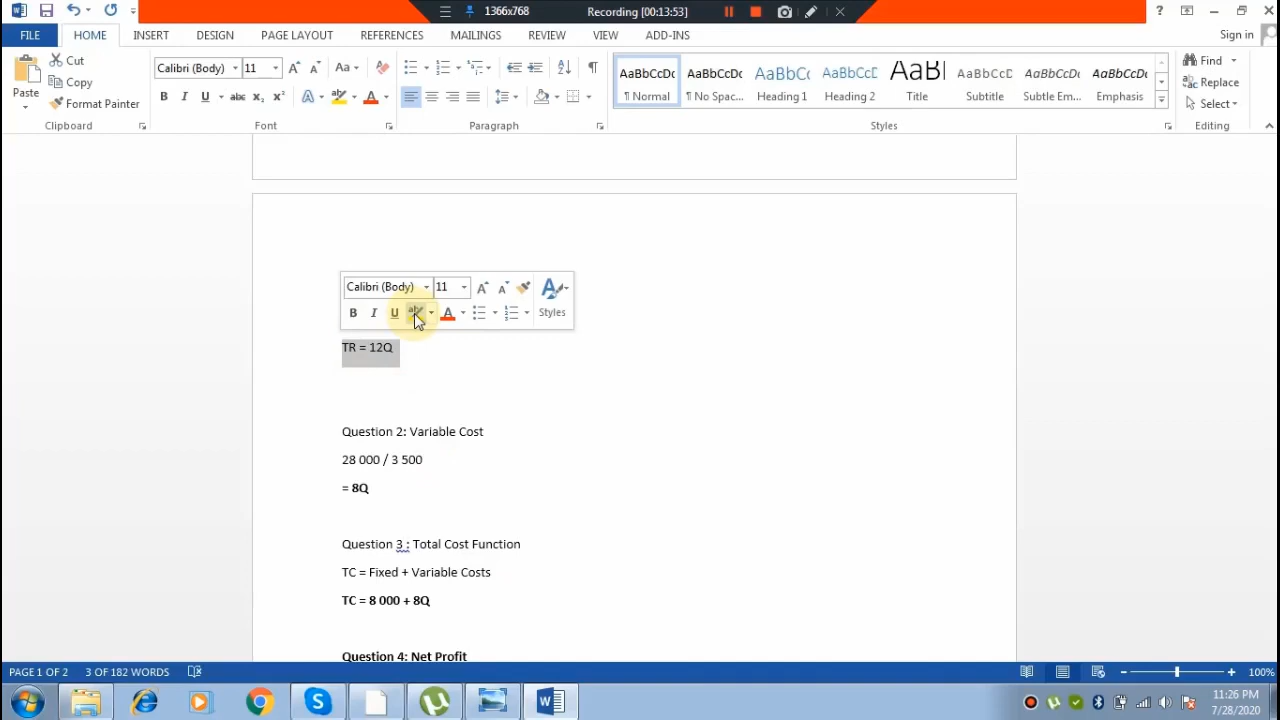 1366x768 Recording [00:13:53]
FILE HOME INSERT DESIGN PAGE LAYOUT REFERENCES MAILINGS REVIEW VIEW ADD-INS Sign in
Paste
Cut
Copy
Format Painter
Clipboard
Calibri (Body) 11
Font
Paragraph
AaBbCcDc AaBbCcDc AaBbC AaBbCc AaBl AaBbCcD AaBbCcDc AaBbCcDc
¶ Normal ¶ No Spac... Heading 1 Heading 2 Title Subtitle Subtle Em... Emphasis
Styles
Find
Replace
Select
Editing
Calibri (Body) 11
Styles
TR = 12Q
Question 2: Variable Cost
28 000 / 3 500
= 8Q
Question 3 : Total Cost Function
TC = Fixed + Variable Costs
TC = 8 000 + 8Q
Question 4: Net Profit
PAGE 1 OF 2 3 OF 182 WORDS 100%
11:26 PM
7/28/2020